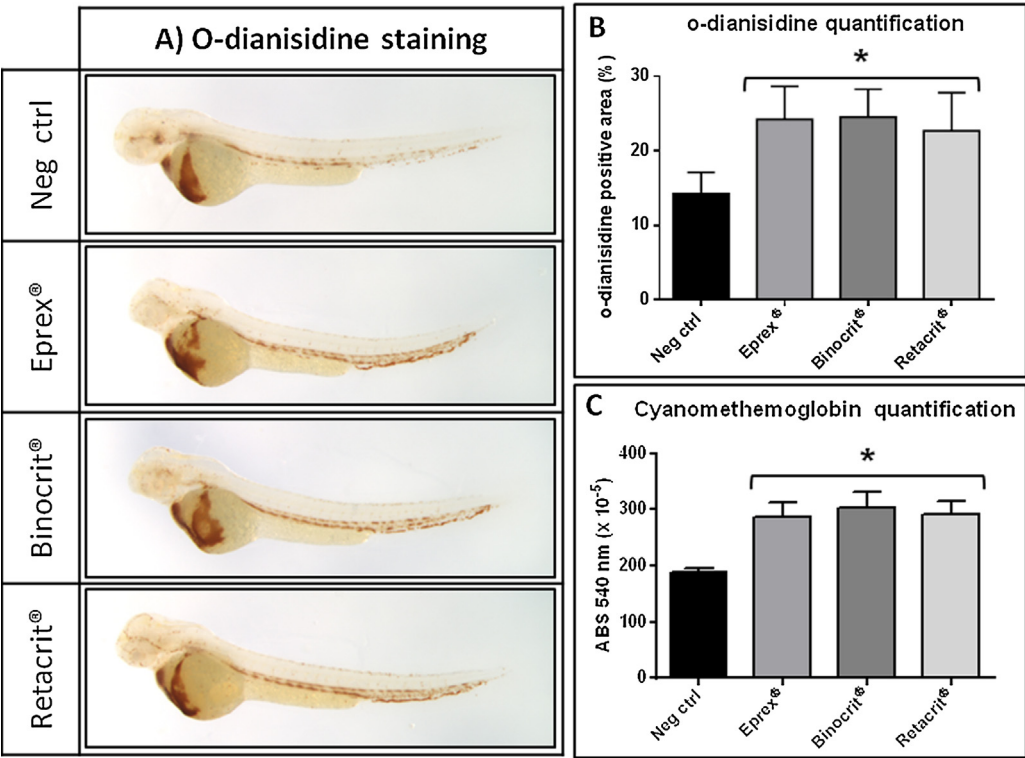 A) O-dianisidine staining
Neg ctrl
Eprex®
Binocrit®
Retacrit®
B
o-dianisidine quantification
*
o-dianisidine positive area (%)
30
20
10
0
Neg ctrl
Eprex®
Binocrit®
Retacrit®
C
Cyanomethemoglobin quantification
*
ABS 540 nm (x 10⁻⁵)
400
300
200
100
0
Neg ctrl
Eprex®
Binocrit®
Retacrit®